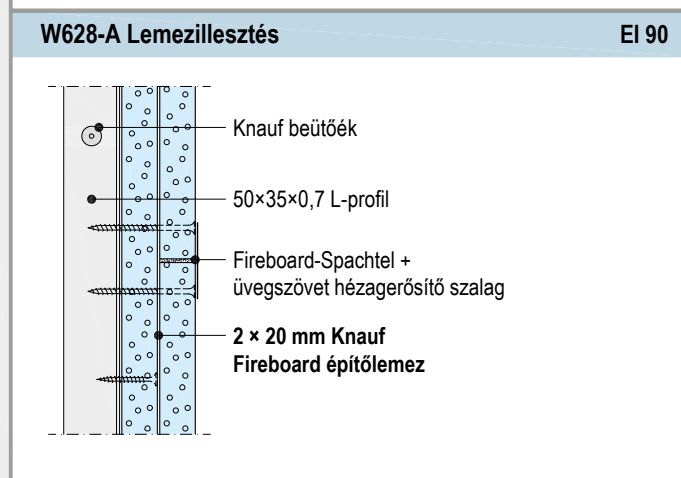 W628-A Lemezillesztés EI 90
Knauf beütőék
50×35×0,7 L-profil
Fireboard-Spachtel +
üvegszövet hézagerősítő szalag
2 × 20 mm Knauf
Fireboard építőlemez